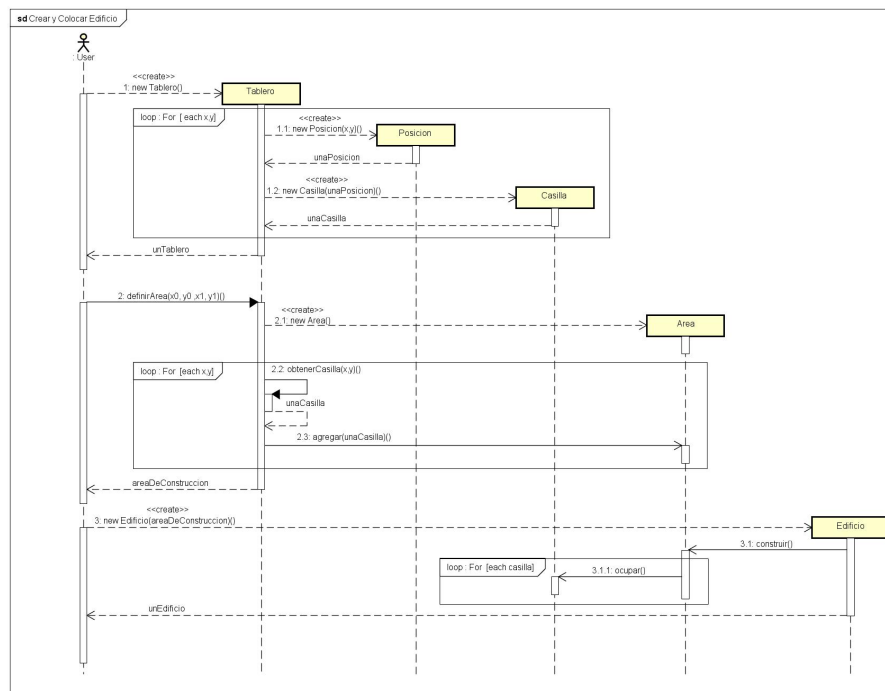 sd Crear y Colocar Edificio
: User
<<create>>
1: new Tablero()
Tablero
loop : For [ each x,y]
<<create>>
1.1: new Posicion(x,y)()
Posicion
unaPosicion
<<create>>
1.2: new Casilla(unaPosicion)()
Casilla
unaCasilla
unTablero
2: definirArea(x0, y0 ,x1, y1)()
<<create>>
2.1: new Area()
Area
loop : For [each x,y]
2.2: obtenerCasilla(x,y)()
unaCasilla
2.3: agregar(unaCasilla)()
areaDeConstruccion
<<create>>
3: new Edificio(areaDeConstruccion)()
Edificio
3.1: construir()
loop : For [each casilla]
3.1.1: ocupar()
unEdificio